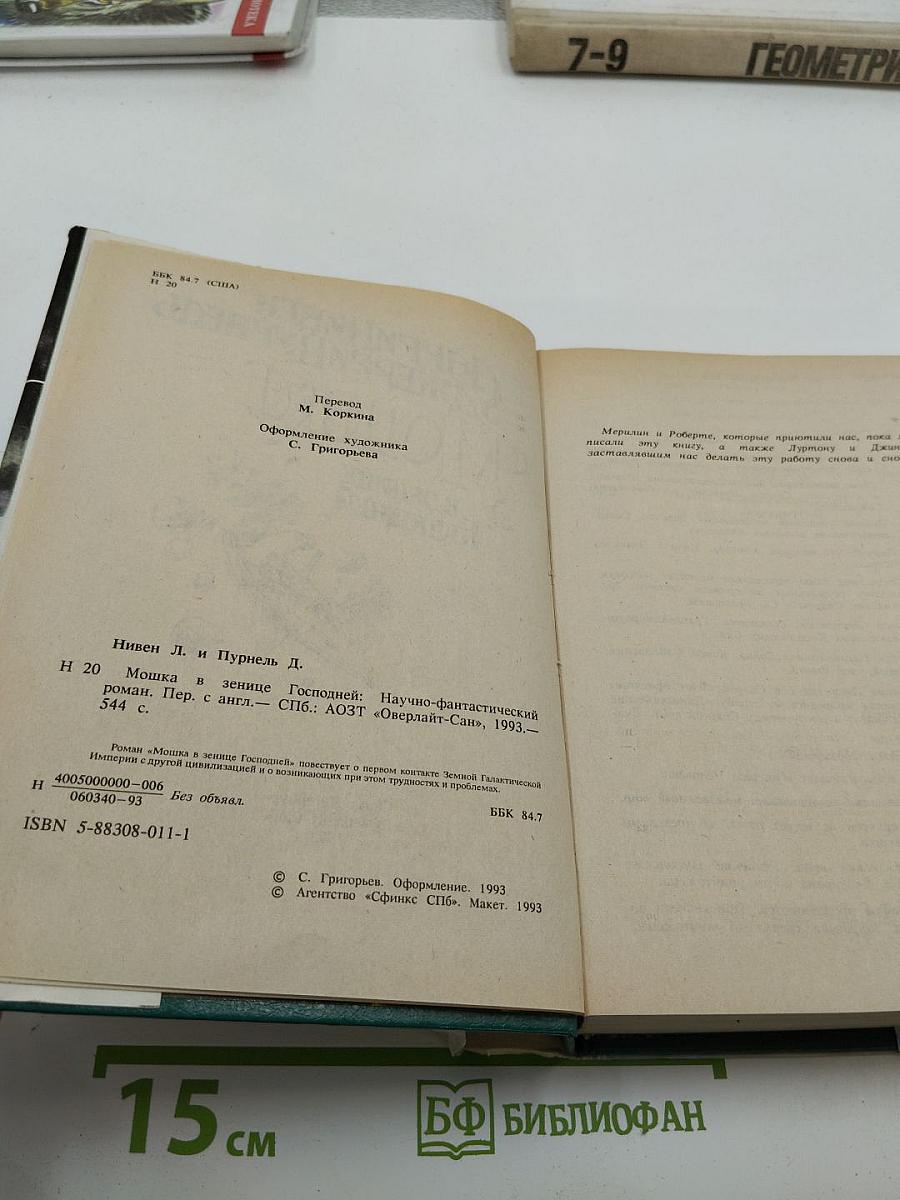 ИОТЕКА
7-9
ГЕОМЕТРИ
ББК 84.7 (США)
Н 20
Перевод
М. Коркина
Оформление художника
С. Григорьева
Нивен Л. и Пурнель Д.
Н 20 Мошка в зенице Господней: Научно-фантастический
роман. Пер. с англ.— СПб.: АОЗТ «Оверлайт-Сан», 1993.—
544 с.
Роман «Мошка в зенице Господней» повествует о первом контакте Земной Галактической
Империи с другой цивилизацией и о возникающих при этом трудностях и проблемах.
Н 4005000000—006
060340—93 Без объявл.
ББК 84.7
ISBN 5-88308-011-1
© С. Григорьев. Оформление. 1993
© Агентство «Сфинкс СПб». Макет. 1993
Мерилин и Роберте, которые приютили нас, пока
писали эту книгу, а также Луртону и Джин
заставлявшим нас делать эту работу снова и сно
15 см
БФ БИБЛИОФАН